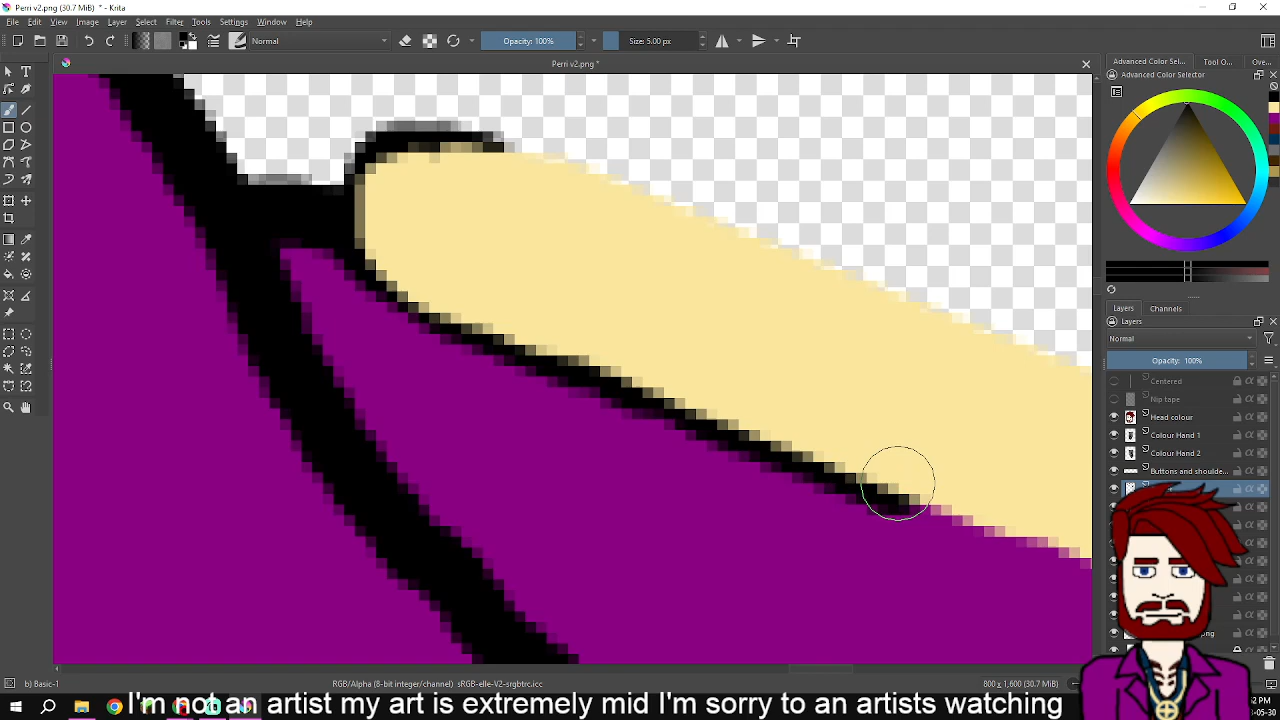 Perri v2.png (30.7 MiB) * - Krita
File Edit View Image Layer Select Filter Tools Settings Window Help
Normal Opacity: 100% Size: 5.00 px
Perri v2.png*
Advanced Color Sel... Tool O... Ove...
Advanced Color Selector
Layers Channels
Layers
Normal
Opacity: 100%
Centered
Nip tape
Head colour
Colour Hand 1
Colour Hand 2
Buttons and shoulde...
b) Basic-1 RGB/Alpha (8-bit integer/channel) sRGB-elle-V2-srgbtrc.icc 800 x 1,600 (30.7 MiB)
I'm not an artist my art is extremely mid I'm sorry to an artists watching